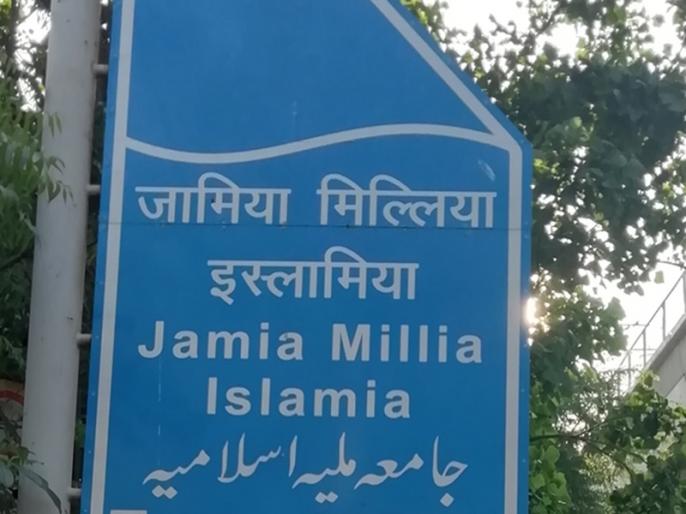 जामिया मिल्लिया
इस्लामिया
Jamia Millia
Islamia
جامعہ ملیہ اسلامیہ